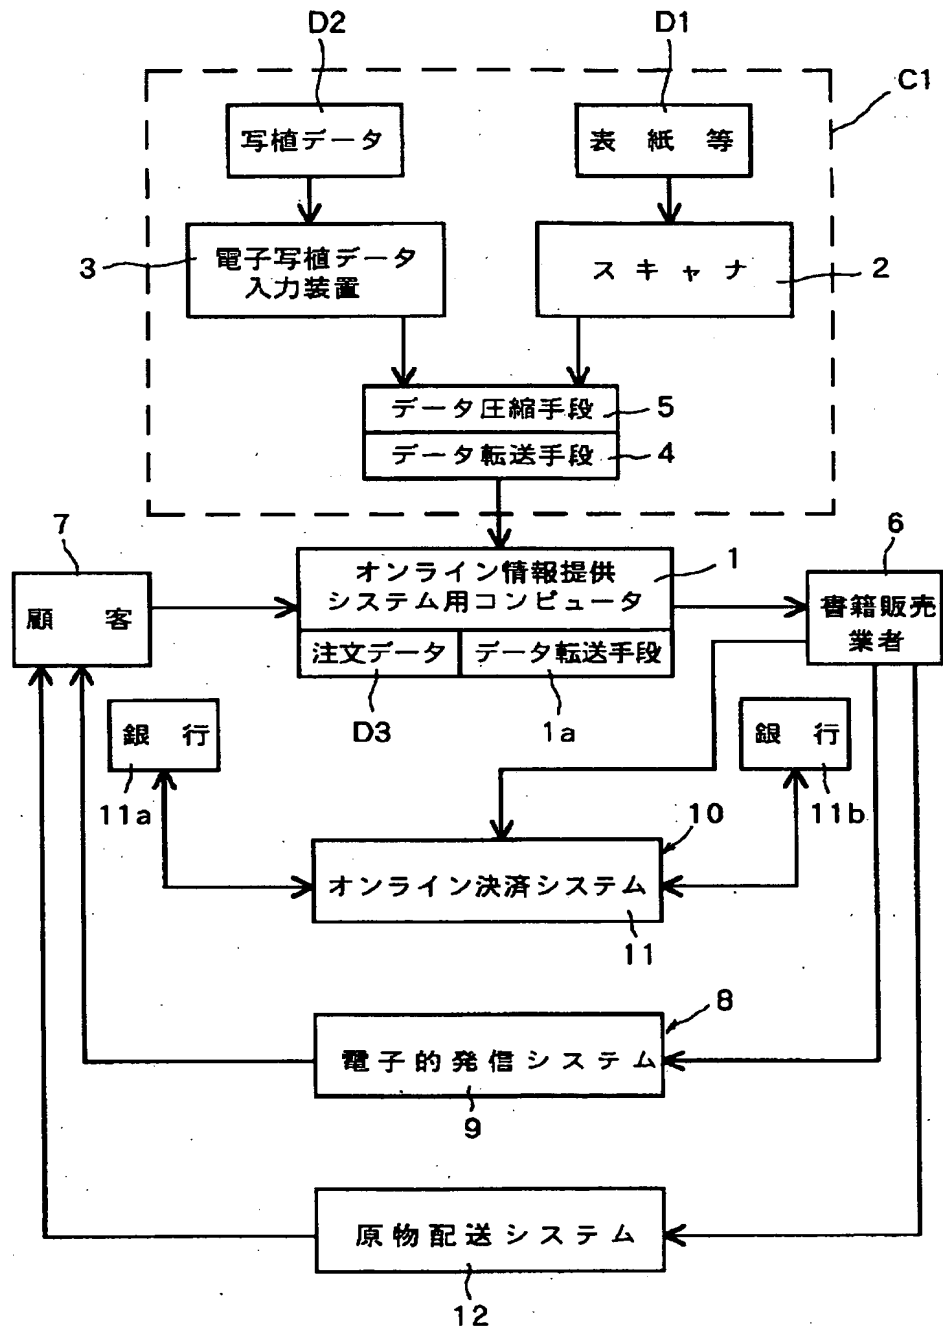 D2
D1
C1
写植データ
表紙等
3
電子写植データ
入力装置
スキャナ
2
データ圧縮手段
5
データ転送手段
4
7
6
顧客
オンライン情報提供
システム用コンピュータ
1
書籍販売
業者
注文データ
データ転送手段
D3
1a
銀行
銀行
11a
11b
10
オンライン決済システム
11
8
電子的発信システム
9
原物配送システム
12